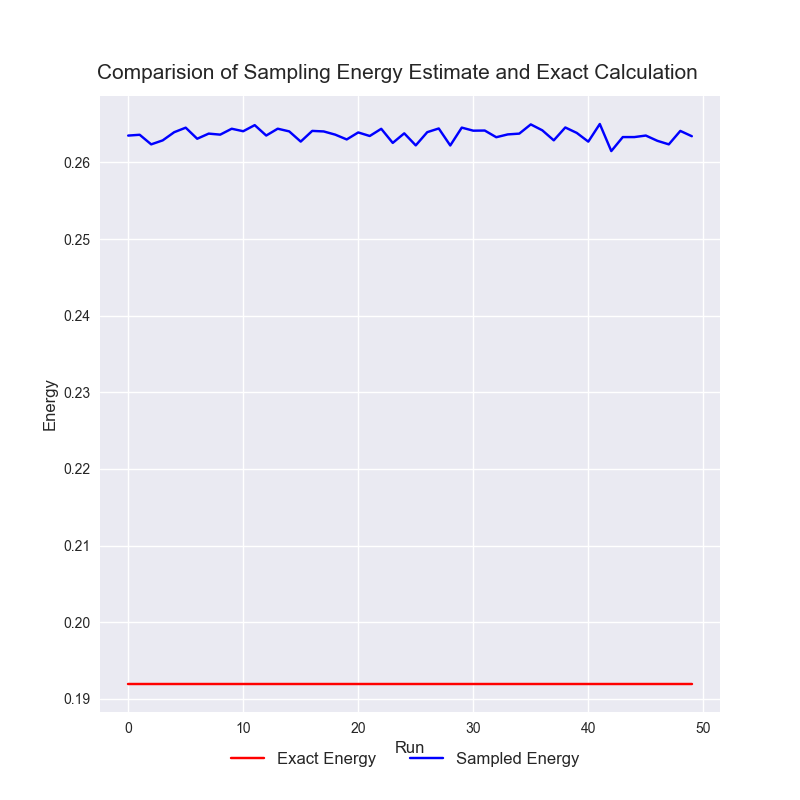 Comparision of Sampling Energy Estimate and Exact Calculation
0.26
0.25
0.24
0.23
0.22
0.21
0.20
0.19
Energy
0 10 20 30 40 50
Run
Exact Energy Sampled Energy